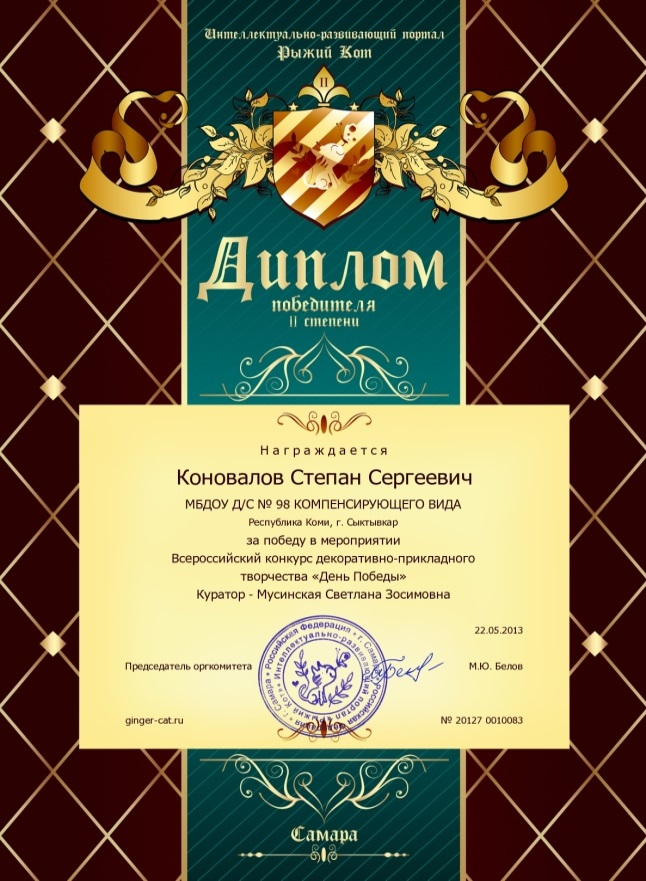 Интеллектуально-развивающий портал
Рыжий Кот
II
Диплом
победителя
II степени
Награждается
Коновалов Степан Сергеевич
МБДОУ Д/С № 98 КОМПЕНСИРУЮЩЕГО ВИДА
Республика Коми, г. Сыктывкар
за победу в мероприятии
Всероссийский конкурс декоративно-прикладного
творчества «День Победы»
Куратор - Мусинская Светлана Зосимовна
22.05.2013
Председатель оргкомитета
М.Ю. Белов
Российская Федерация • г. Самара
Интеллектуально-развивающий портал
«Рыжий Кот»
ginger-cat.ru
№ 20127 0010083
Самара